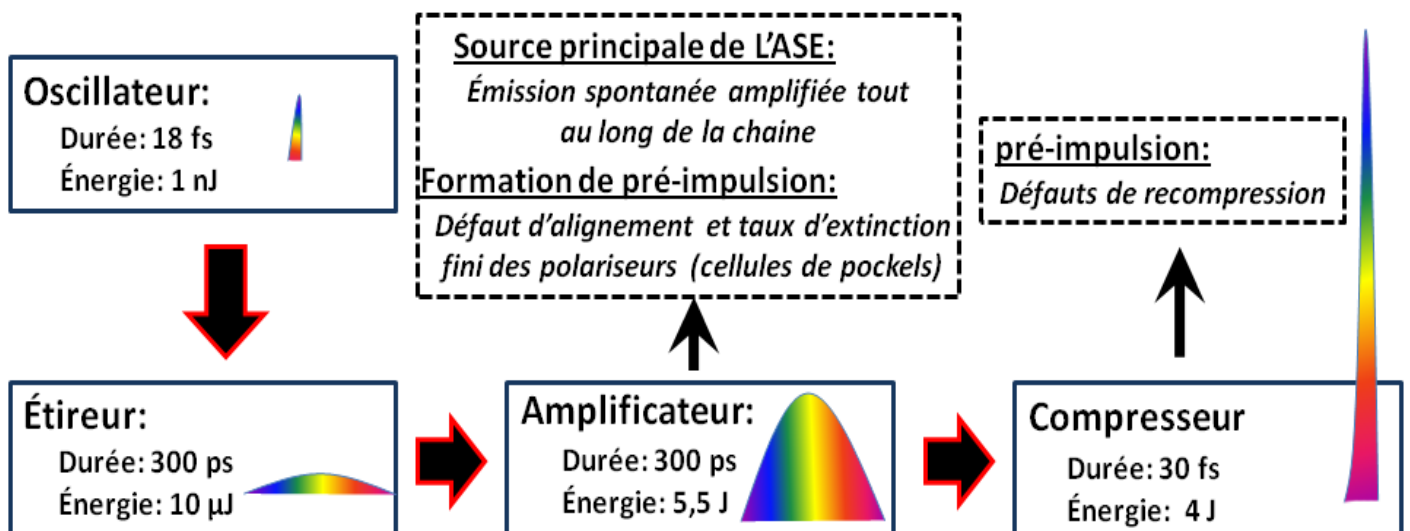 Oscillateur:
Durée: 18 fs
Énergie: 1 nJ
Source principale de L'ASE:
Émission spontanée amplifiée tout
au long de la chaine
Formation de pré-impulsion:
Défaut d'alignement et taux d'extinction
fini des polariseurs (cellules de pockels)
pré-impulsion:
Défauts de recompression
Étireur:
Durée: 300 ps
Énergie: 10 µJ
Amplificateur:
Durée: 300 ps
Énergie: 5,5 J
Compresseur
Durée: 30 fs
Énergie: 4 J